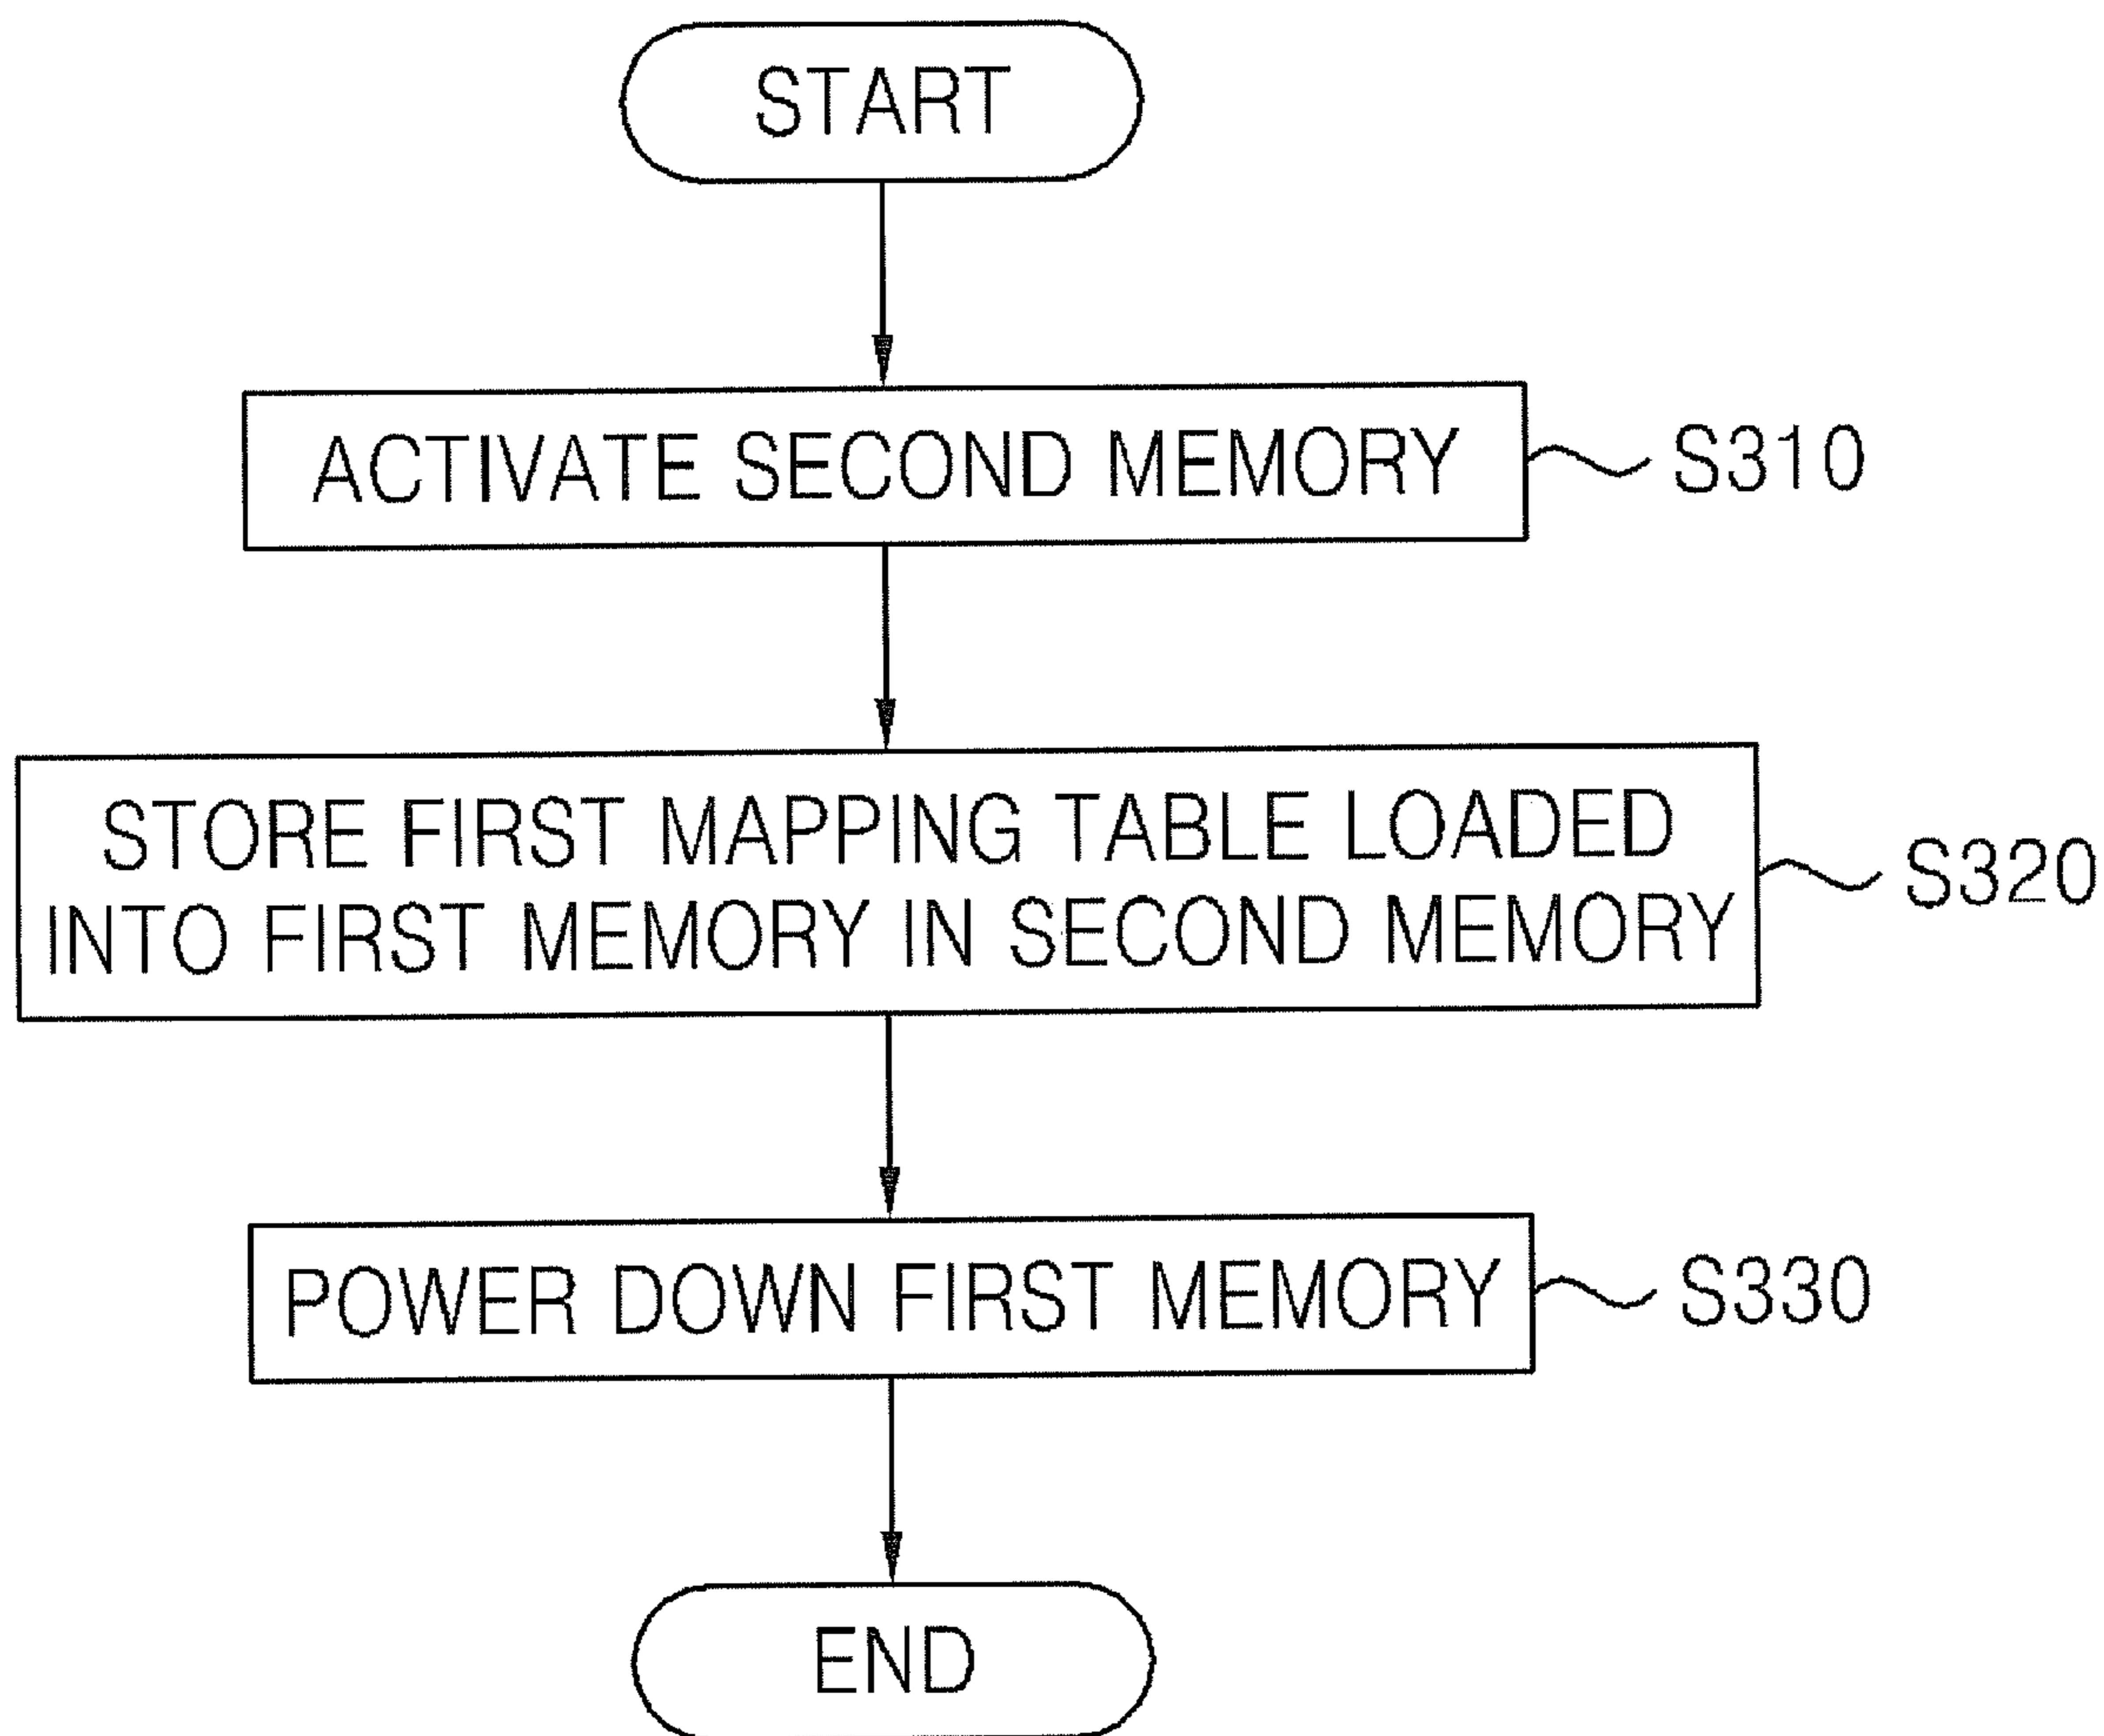 START
ACTIVATE SECOND MEMORY
S310
STORE FIRST MAPPING TABLE LOADED
INTO FIRST MEMORY IN SECOND MEMORY
S320
POWER DOWN FIRST MEMORY
S330
END